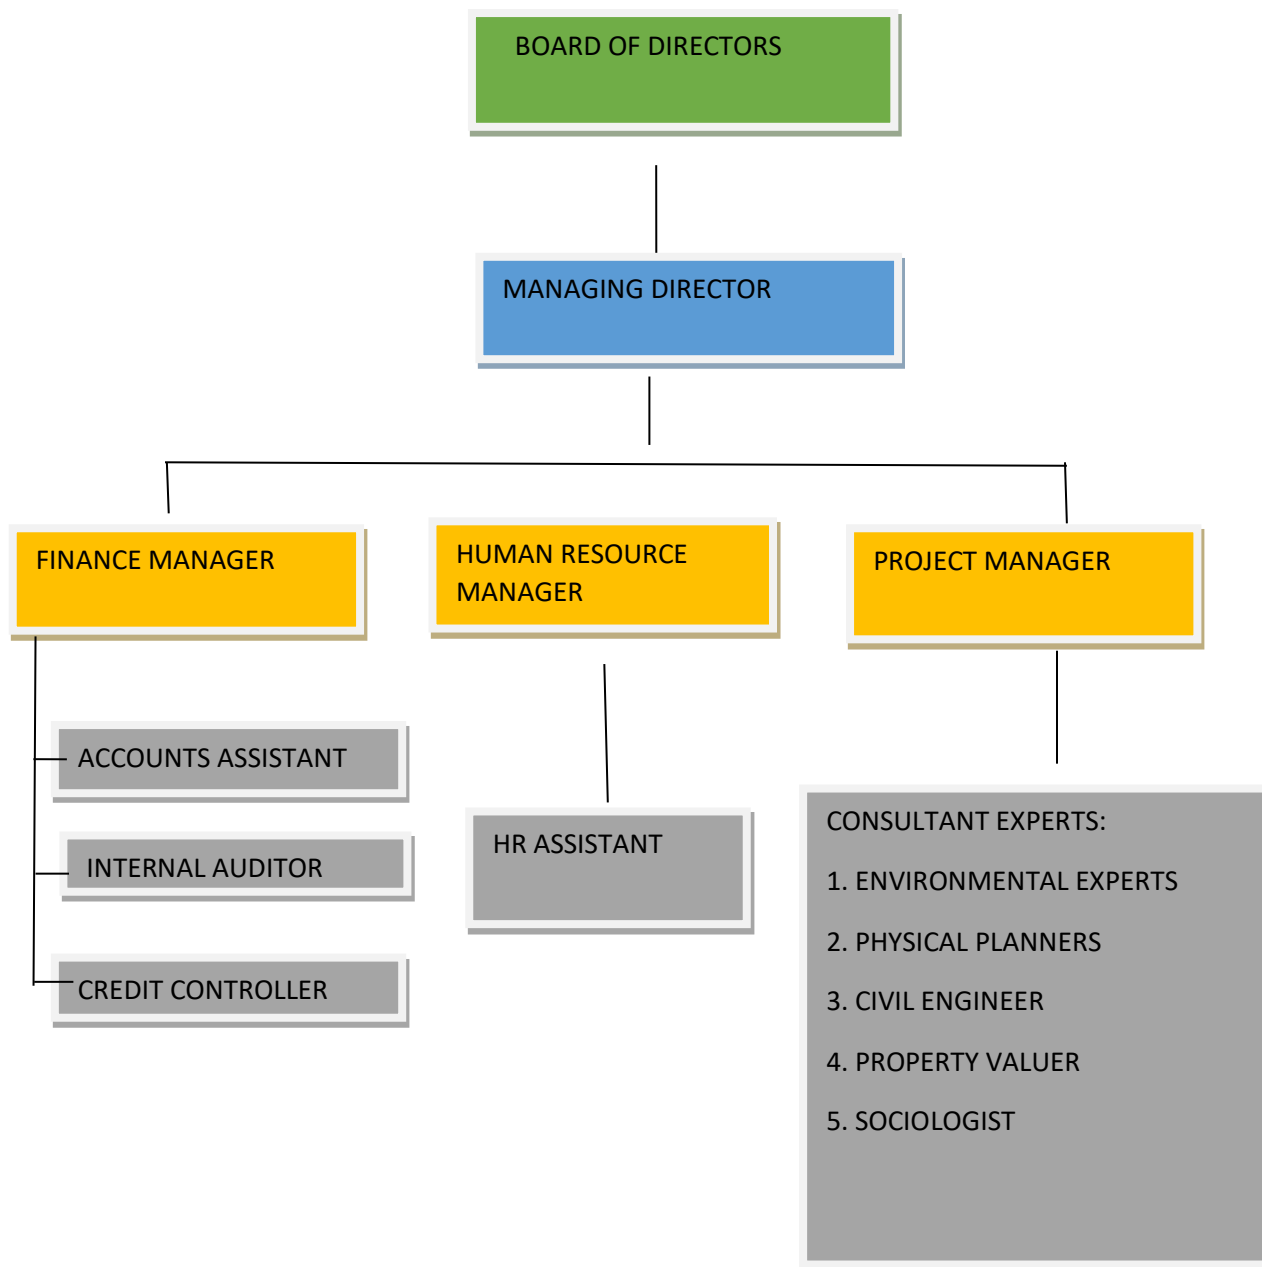 BOARD OF DIRECTORS
MANAGING DIRECTOR
FINANCE MANAGER
HUMAN RESOURCE
MANAGER
PROJECT MANAGER
ACCOUNTS ASSISTANT
INTERNAL AUDITOR
CREDIT CONTROLLER
HR ASSISTANT
CONSULTANT EXPERTS:
1. ENVIRONMENTAL EXPERTS
2. PHYSICAL PLANNERS
3. CIVIL ENGINEER
4. PROPERTY VALUER
5. SOCIOLOGIST